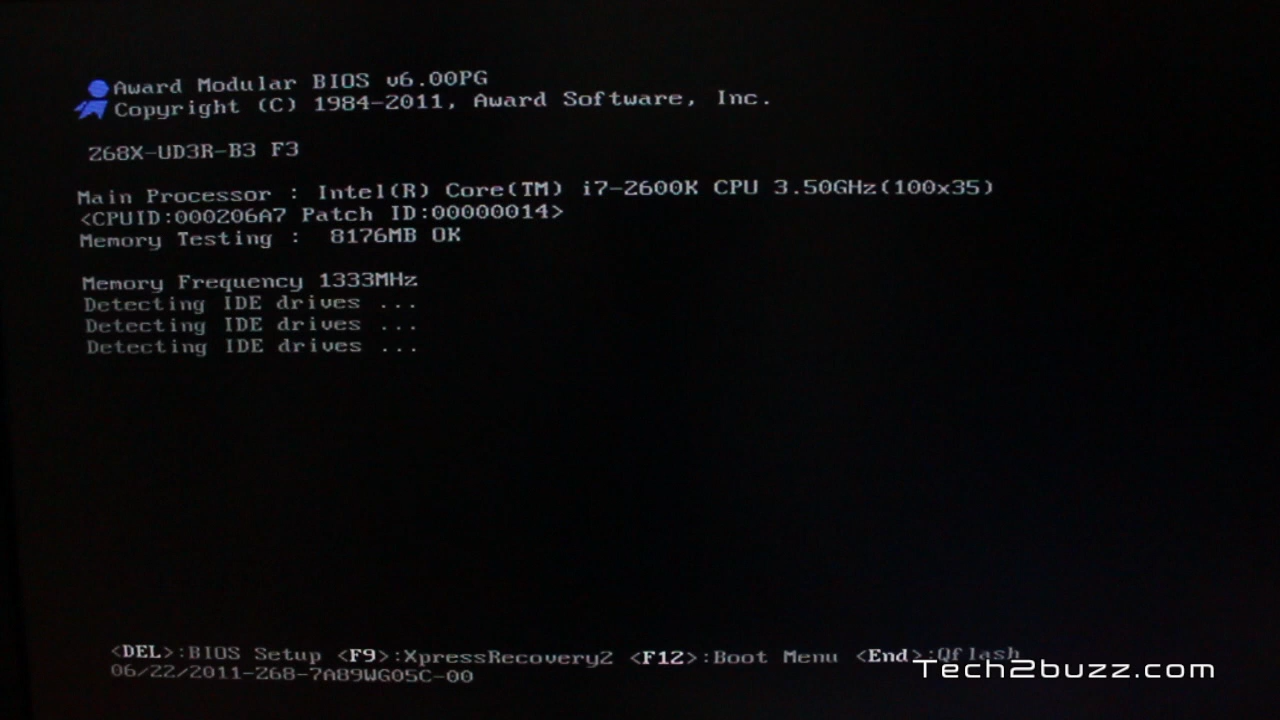 Award Modular BIOS v6.00PG
Copyright (C) 1984-2011, Award Software, Inc.
Z68X-UD3R-B3 F3
Main Processor : Intel(R) Core(TM) i7-2600K CPU 3.50GHz(100x35)
<CPUID:000206A7 Patch ID:00000014>
Memory Testing :  8176MB OK
Memory Frequency 1333MHz
Detecting IDE drives ...
Detecting IDE drives ...
Detecting IDE drives ...
<DEL>:BIOS Setup <F9>:XpressRecovery2 <F12>:Boot Menu <End>:Qflash
06/22/2011-Z68-7A89WG05C-00
Tech2buzz.com